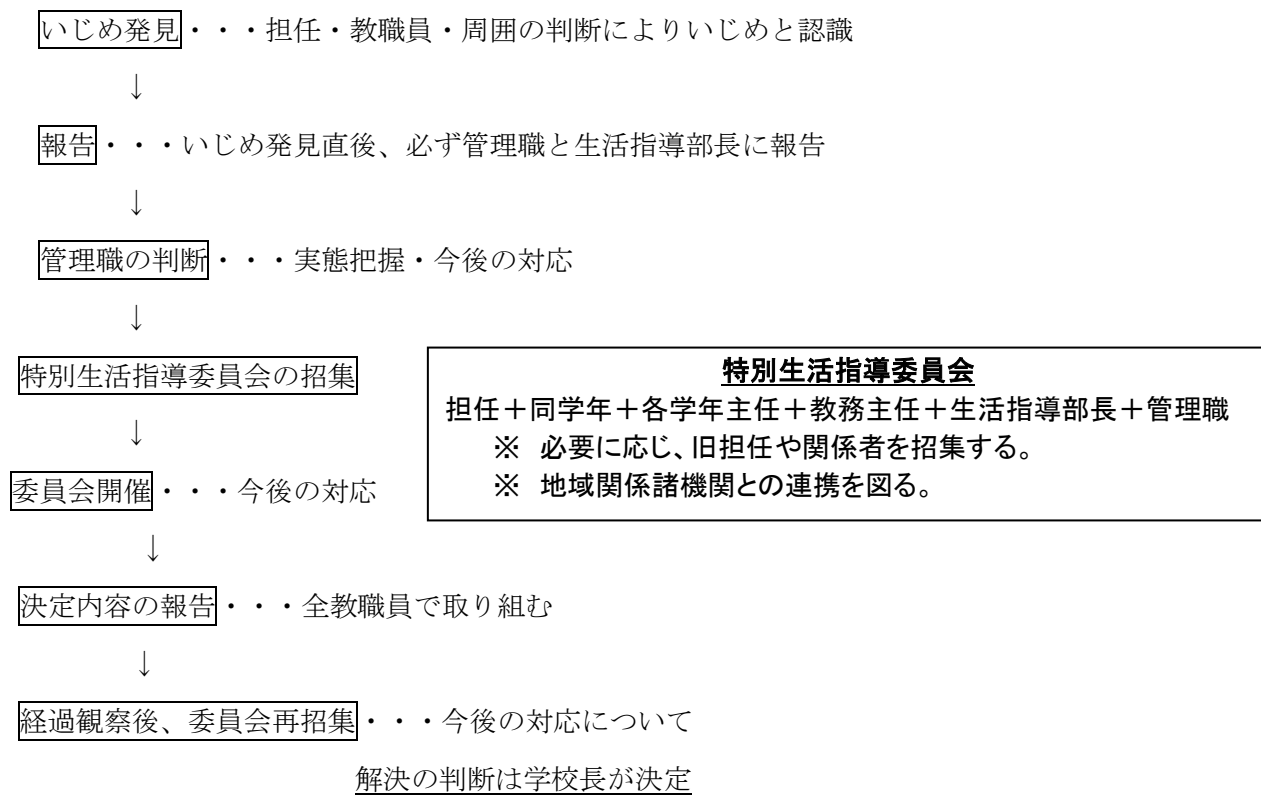 いじめ発見・・・担任・教職員・周囲の判断によりいじめと認識
↓
報告・・・いじめ発見直後、必ず管理職と生活指導部長に報告
↓
管理職の判断・・・実態把握・今後の対応
↓
特別生活指導委員会の招集
↓
委員会開催・・・今後の対応
↓
決定内容の報告・・・全教職員で取り組む
↓
経過観察後、委員会再招集・・・今後の対応について
解決の判断は学校長が決定
特別生活指導委員会
担任+同学年+各学年主任+教務主任+生活指導部長+管理職
※ 必要に応じ、旧担任や関係者を招集する。
※ 地域関係諸機関との連携を図る。